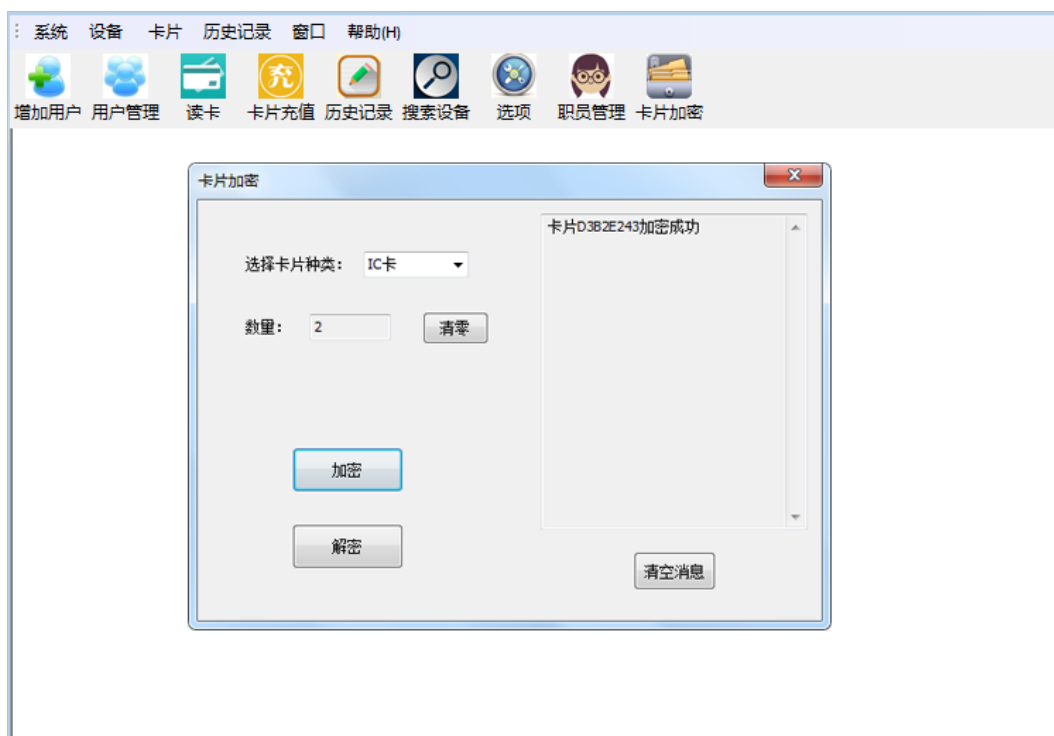 系统 设备 卡片 历史记录 窗口 帮助(H)
充
增加用户 用户管理 读卡 卡片充值 历史记录 搜索设备 选项 职员管理 卡片加密
卡片加密
卡片D3B2E243加密成功
选择卡片种类： IC卡
数量： 2 清零
加密
解密
清空消息